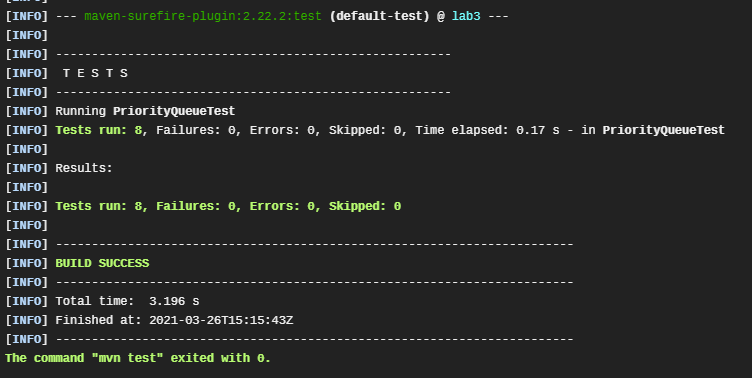 [INFO] --- maven-surefire-plugin:2.22.2:test (default-test) @ lab3 ---
[INFO]
[INFO] -------------------------------------------------------
[INFO]  T E S T S
[INFO] -------------------------------------------------------
[INFO] Running PriorityQueueTest
[INFO] Tests run: 8, Failures: 0, Errors: 0, Skipped: 0, Time elapsed: 0.17 s - in PriorityQueueTest
[INFO]
[INFO] Results:
[INFO]
[INFO] Tests run: 8, Failures: 0, Errors: 0, Skipped: 0
[INFO]
[INFO] ------------------------------------------------------------------------
[INFO] BUILD SUCCESS
[INFO] ------------------------------------------------------------------------
[INFO] Total time:  3.196 s
[INFO] Finished at: 2021-03-26T15:15:43Z
[INFO] ------------------------------------------------------------------------
The command "mvn test" exited with 0.